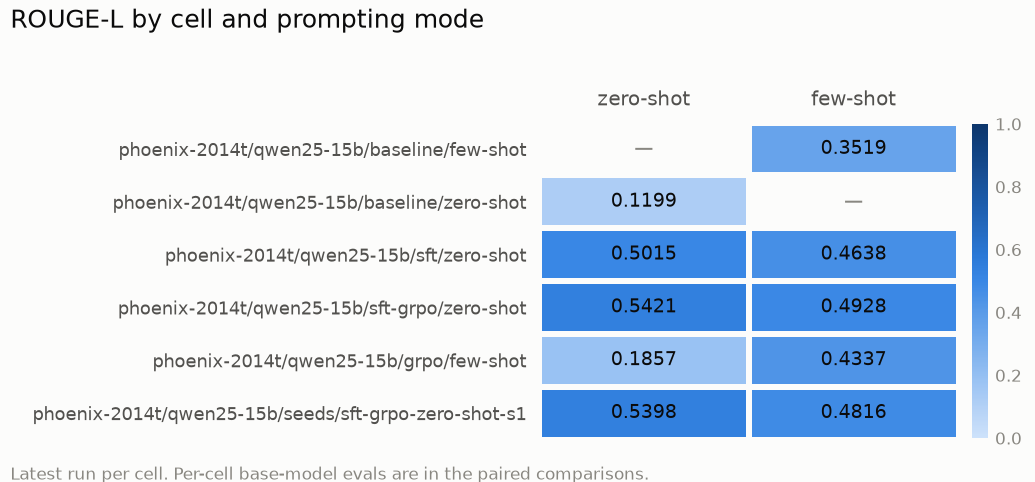 ROUGE-L by cell and prompting mode
zero-shot few-shot
1.0
phoenix-2014t/qwen25-15b/baseline/few-shot — 0.3519
0.8
phoenix-2014t/qwen25-15b/baseline/zero-shot 0.1199 —
phoenix-2014t/qwen25-15b/sft/zero-shot 0.5015 0.4638
0.6
phoenix-2014t/qwen25-15b/sft-grpo/zero-shot 0.5421 0.4928
0.4
phoenix-2014t/qwen25-15b/grpo/few-shot 0.1857 0.4337
0.2
phoenix-2014t/qwen25-15b/seeds/sft-grpo-zero-shot-s1 0.5398 0.4816
0.0
Latest run per cell. Per-cell base-model evals are in the paired comparisons.